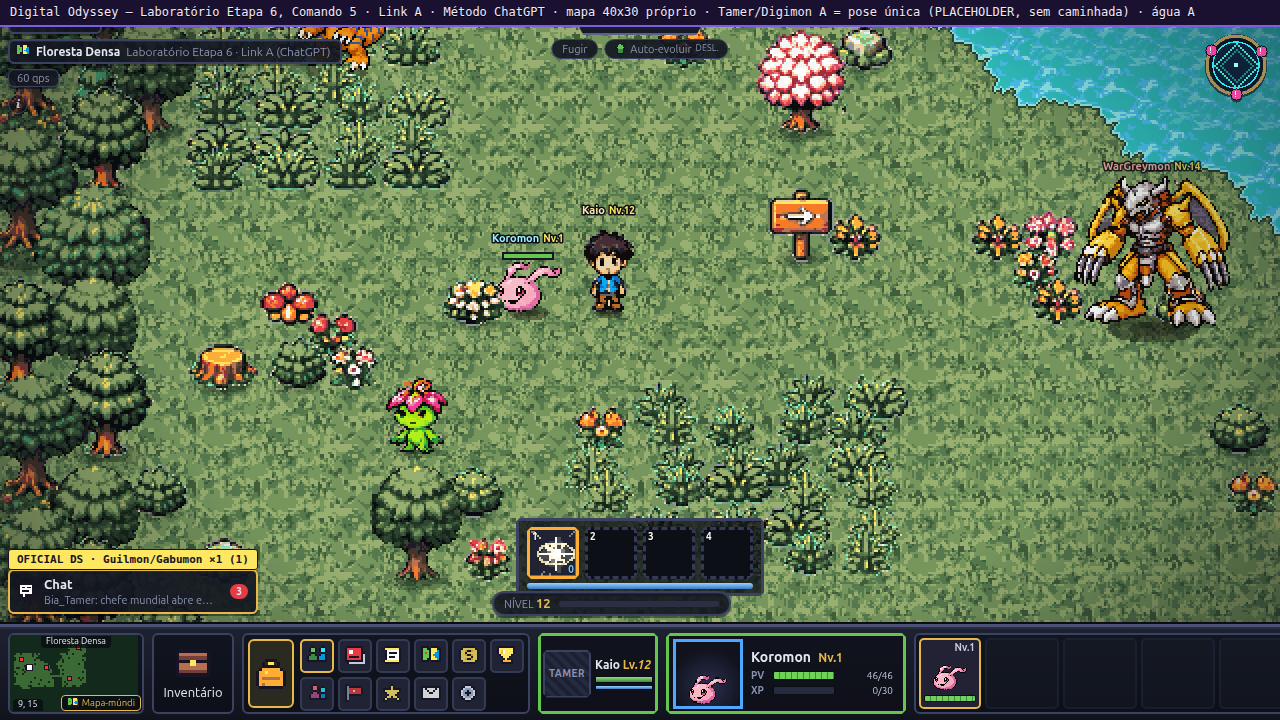 Digital Odyssey — Laboratório Etapa 6, Comando 5 · Link A · Método ChatGPT · mapa 40x30 próprio · Tamer/Digimon A = pose única (PLACEHOLDER, sem caminhada) · água A
Floresta Densa Laboratório Etapa 6 · Link A (ChatGPT)
Fugir
Auto-evoluir DESL.
60 qps
i
WarGreymon Nv.14
Kaio Nv.12
Koromon Nv.1
1
0
2
3
4
NÍVEL 12
OFICIAL DS · Guilmon/Gabumon ×1 (1)
Chat
Bia_Tamer: chefe mundial abre e...
3
Floresta Densa
9, 15
Mapa-múndi
Inventário
TAMER
Kaio Lv.12
Koromon Nv.1
PV 46/46
XP 0/30
Nv.1